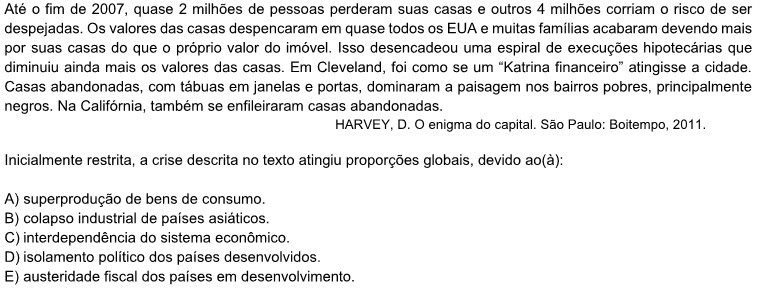 Até o fim de 2007, quase 2 milhões de pessoas perderam suas casas e outros 4 milhões corriam o risco de ser
despejadas. Os valores das casas despencaram em quase todos os EUA e muitas famílias acabaram devendo mais
por suas casas do que o próprio valor do imóvel. Isso desencadeou uma espiral de execuções hipotecárias que
diminuiu ainda mais os valores das casas. Em Cleveland, foi como se um “Katrina financeiro” atingisse a cidade.
Casas abandonadas, com tábuas em janelas e portas, dominaram a paisagem nos bairros pobres, principalmente
negros. Na Califórnia, também se enfileiraram casas abandonadas.
HARVEY, D. O enigma do capital. São Paulo: Boitempo, 2011.
Inicialmente restrita, a crise descrita no texto atingiu proporções globais, devido ao(à):
A) superprodução de bens de consumo.
B) colapso industrial de países asiáticos.
C) interdependência do sistema econômico.
D) isolamento político dos países desenvolvidos.
E) austeridade fiscal dos países em desenvolvimento.